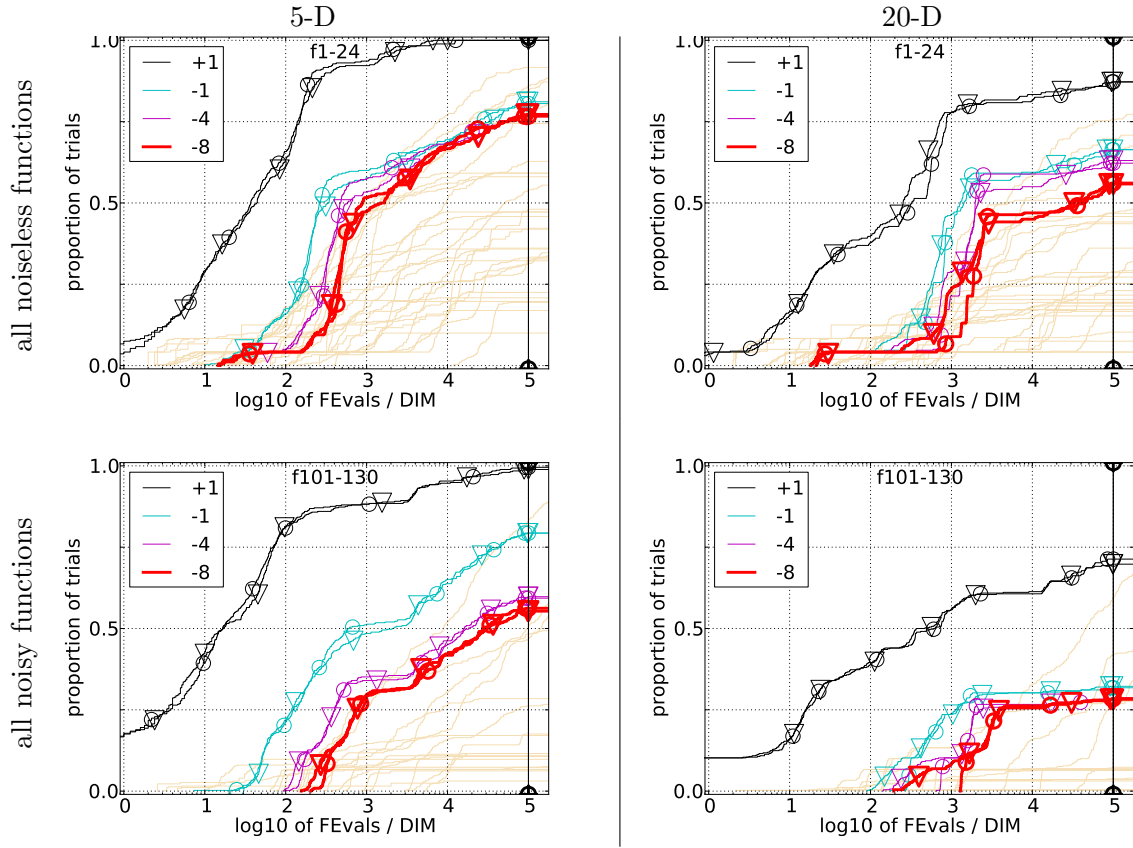 5-D
20-D
all noiseless functions
1.0
0.5
0.0
proportion of trials
f1-24
+1
-1
-4
-8
0 1 2 3 4 5
log10 of FEvals / DIM
1.0
0.5
0.0
proportion of trials
f1-24
+1
-1
-4
-8
0 1 2 3 4 5
log10 of FEvals / DIM
all noisy functions
1.0
0.5
0.0
proportion of trials
f101-130
+1
-1
-4
-8
0 1 2 3 4 5
log10 of FEvals / DIM
1.0
0.5
0.0
proportion of trials
f101-130
+1
-1
-4
-8
0 1 2 3 4 5
log10 of FEvals / DIM